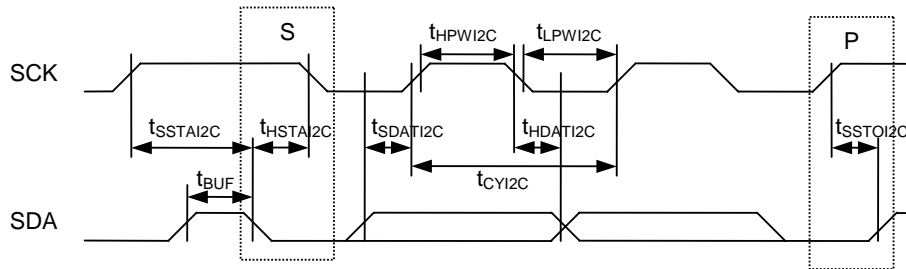 S
P
tHPWI2C
tLPWI2C
SCK
tSSTAI2C
tHSTAI2C
tSDATI2C
tHDATI2C
tSSTOI2C
tBUF
tCYI2C
SDA